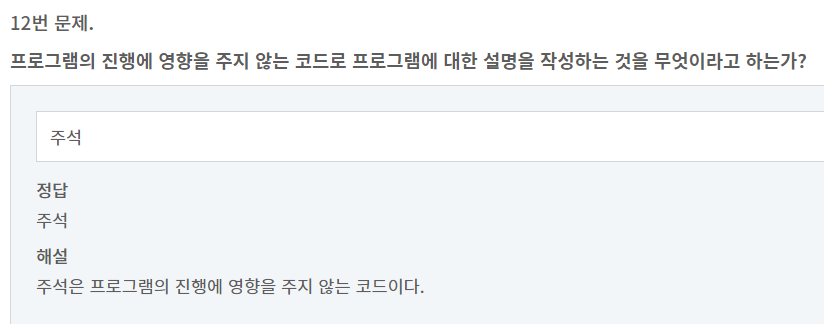 12번 문제.
프로그램의 진행에 영향을 주지 않는 코드로 프로그램에 대한 설명을 작성하는 것을 무엇이라고 하는가?
주석
정답
주석
해설
주석은 프로그램의 진행에 영향을 주지 않는 코드이다.